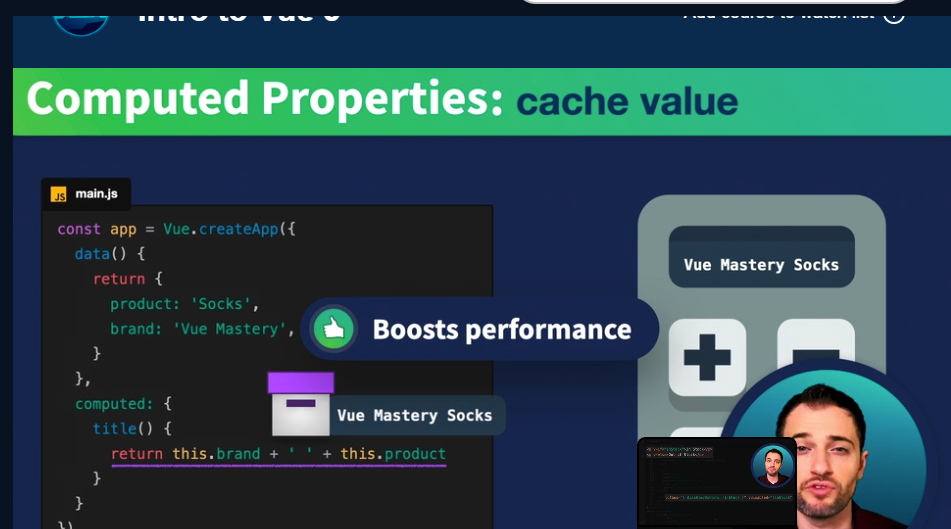 Intro to Vue 3
Add course to watch list
Computed Properties: cache value
JS main.js
const app = Vue.createApp({
data() {
return {
product: 'Socks',
brand: 'Vue Mastery',
}
},
computed: {
title() {
return this.brand + ' ' + this.product
}
}
})
Boosts performance
Vue Mastery Socks
Vue Mastery Socks